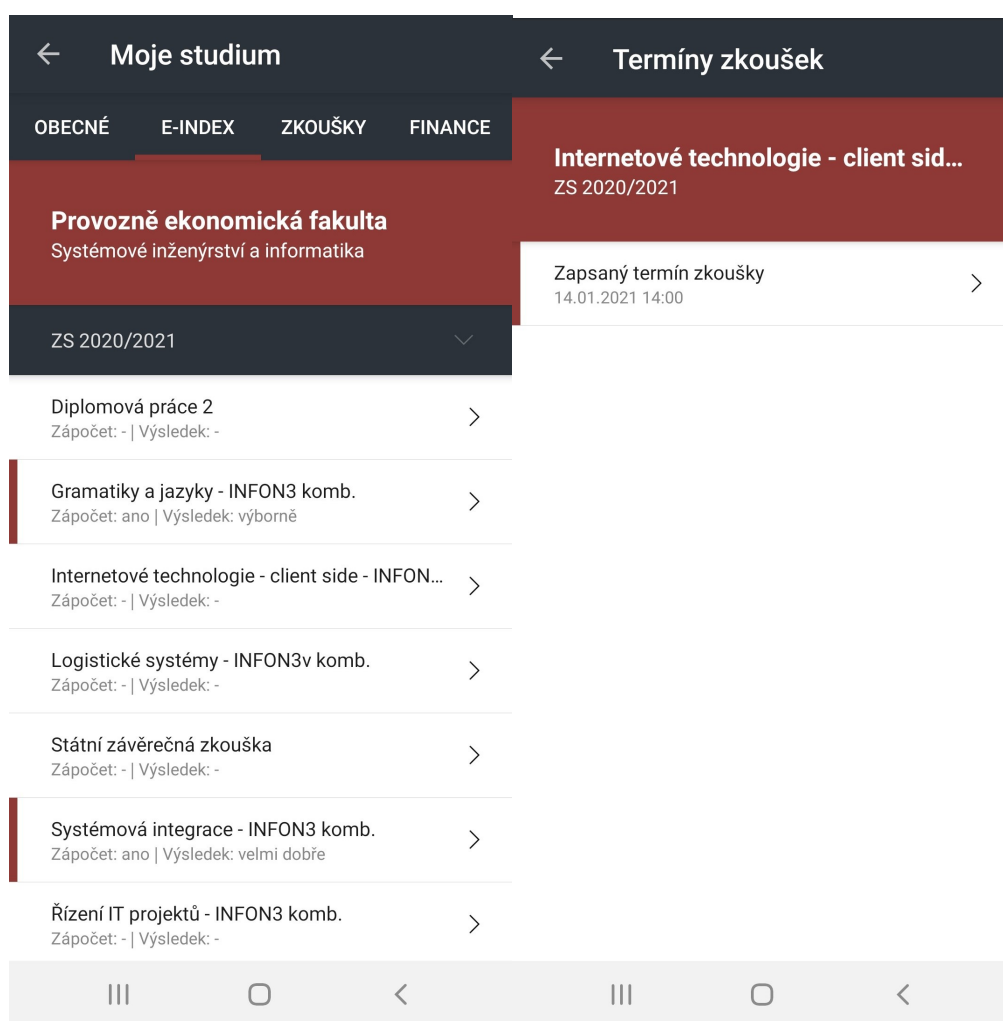 Moje studium
OBECNÉ E-INDEX ZKOUŠKY FINANCE
Provozně ekonomická fakulta
Systémové inženýrství a informatika
ZS 2020/2021
Diplomová práce 2
Zápočet: - | Výsledek: -
Gramatiky a jazyky - INFON3 komb.
Zápočet: ano | Výsledek: výborně
Internetové technologie - client side - INFON...
Zápočet: - | Výsledek: -
Logistické systémy - INFON3v komb.
Zápočet: - | Výsledek: -
Státní závěrečná zkouška
Zápočet: - | Výsledek: -
Systémová integrace - INFON3 komb.
Zápočet: ano | Výsledek: velmi dobře
Řízení IT projektů - INFON3 komb.
Zápočet: - | Výsledek: -
Termíny zkoušek
Internetové technologie - client sid...
ZS 2020/2021
Zapsaný termín zkoušky
14.01.2021 14:00